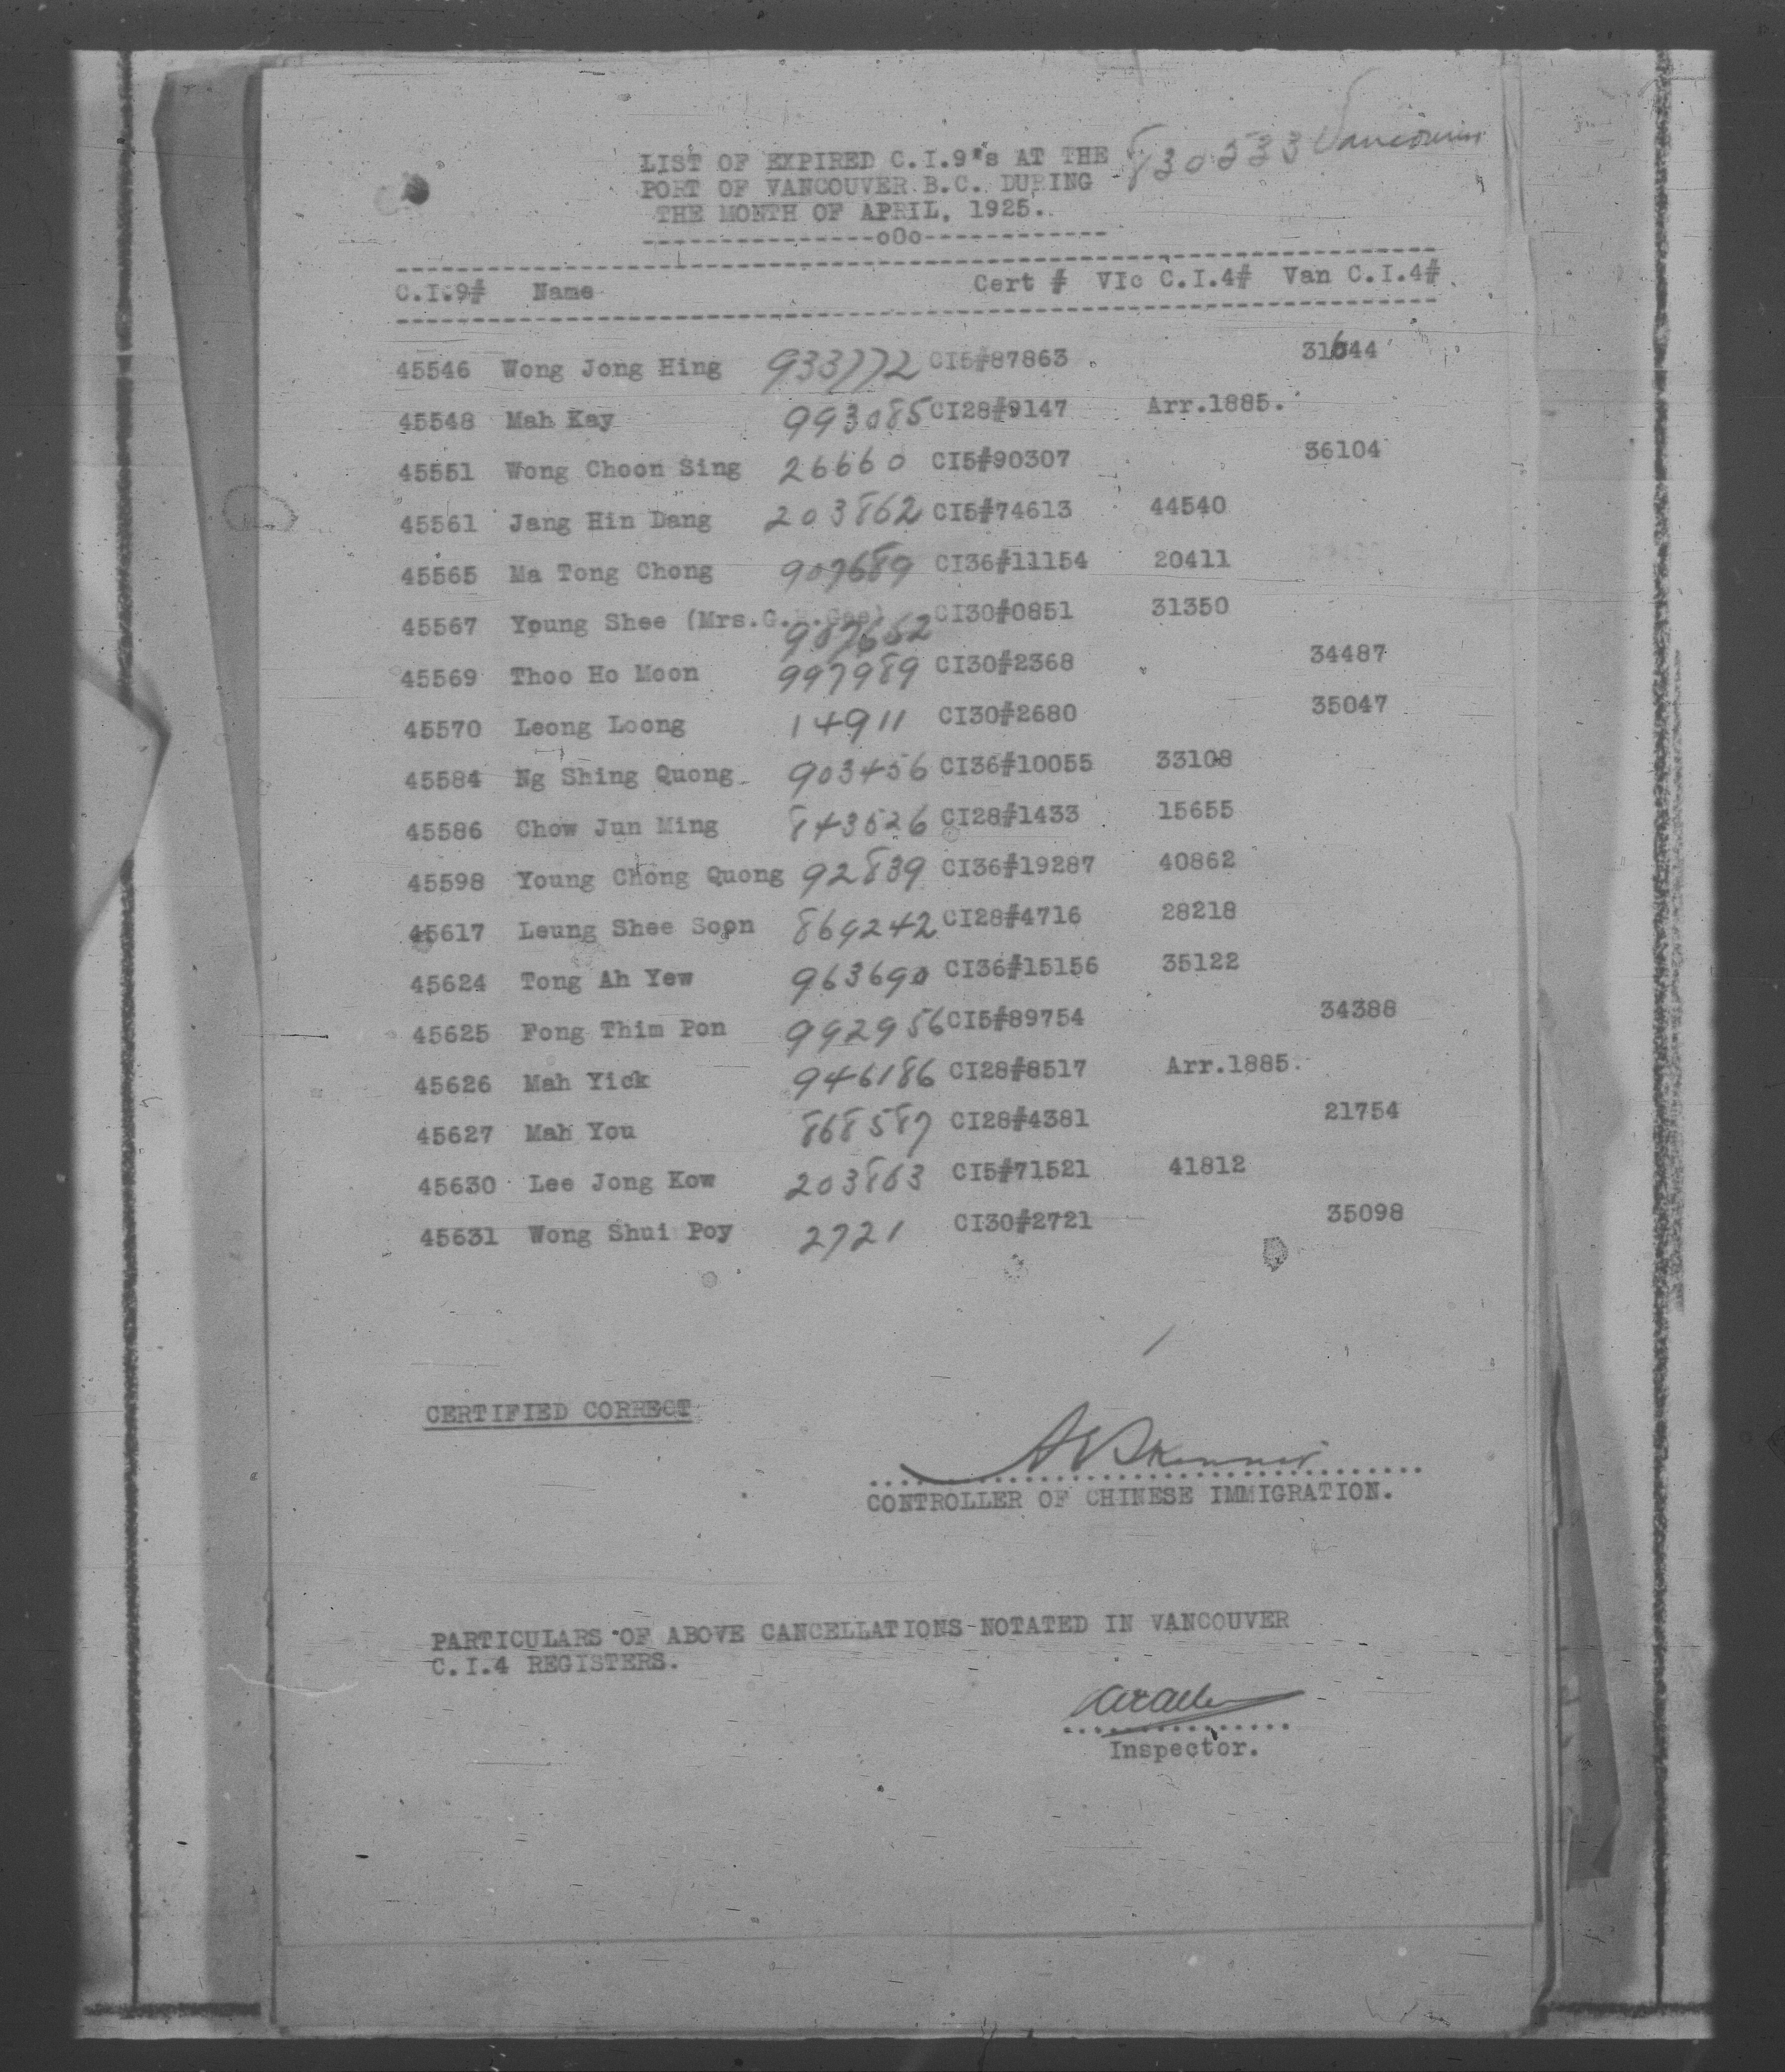 830533 Vancouver
LIST OF EXPIRED C.I.9's AT THE
PORT OF VANCOUVER B.C. DURING
THE MONTH OF APRIL, 1925.
---------------oOo------------
C.I.9# Name Cert # VIc C.I.4# Van C.I.4#
45546 Wong Jong Hing 933772 CI5#87863 31644
45548 Mah Kay 993085 CI28#9147 Arr.1885.
45551 Wong Choon Sing 26660 CI5#90307 36104
45561 Jang Hin Dang 203862 CI5#74613 44540
45565 Ma Tong Chong 907689 CI36#11154 20411
45567 Young Shee (Mrs.G. Gee) 987652 CI30#0851 31350
45569 Thoo Ho Moon 997989 CI30#2368 34487
45570 Leong Loong 14911 CI30#2680 35047
45584 Ng Shing Quong 903456 CI36#10055 33108
45586 Chow Jun Ming 843526 CI28#1433 15655
45598 Young Chong Quong 92839 CI36#19287 40862
45617 Leung Shee Soon 869242 CI28#4716 28218
45624 Tong Ah Yew 963690 CI36#15156 35122
45625 Fong Thim Pon 992956 CI5#89754 34388
45626 Mah Yick 946186 CI28#8517 Arr.1885.
45627 Mah You 868587 CI28#4381 21754
45630 Lee Jong Kow 203863 CI5#71521 41812
45631 Wong Shui Poy 2721 CI30#2721 35098
CERTIFIED CORRECT
CONTROLLER OF CHINESE IMMIGRATION.
PARTICULARS OF ABOVE CANCELLATIONS NOTATED IN VANCOUVER
C.I.4 REGISTERS.
Inspector.